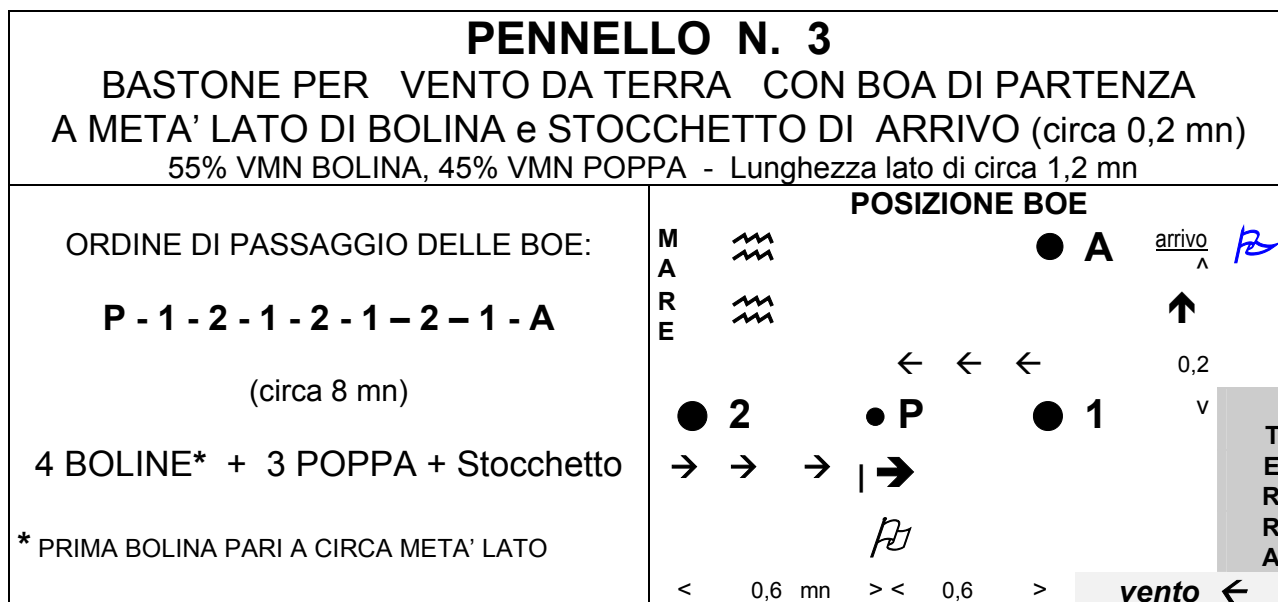 PENNELLO N. 3
BASTONE PER VENTO DA TERRA CON BOA DI PARTENZA
A META' LATO DI BOLINA e STOCCHETTO DI ARRIVO (circa 0,2 mn)
55% VMN BOLINA, 45% VMN POPPA - Lunghezza lato di circa 1,2 mn
ORDINE DI PASSAGGIO DELLE BOE:
P - 1 - 2 - 1 - 2 - 1 – 2 – 1 - A
(circa 8 mn)
4 BOLINE* + 3 POPPA + Stocchetto
* PRIMA BOLINA PARI A CIRCA META' LATO
POSIZIONE BOE
MARE
● A arrivo
^
↑
← ← ← 0,2
● 2 ● P ● 1 v
→ → → | →
TERRA
< 0,6 mn > < 0,6 > vento ←